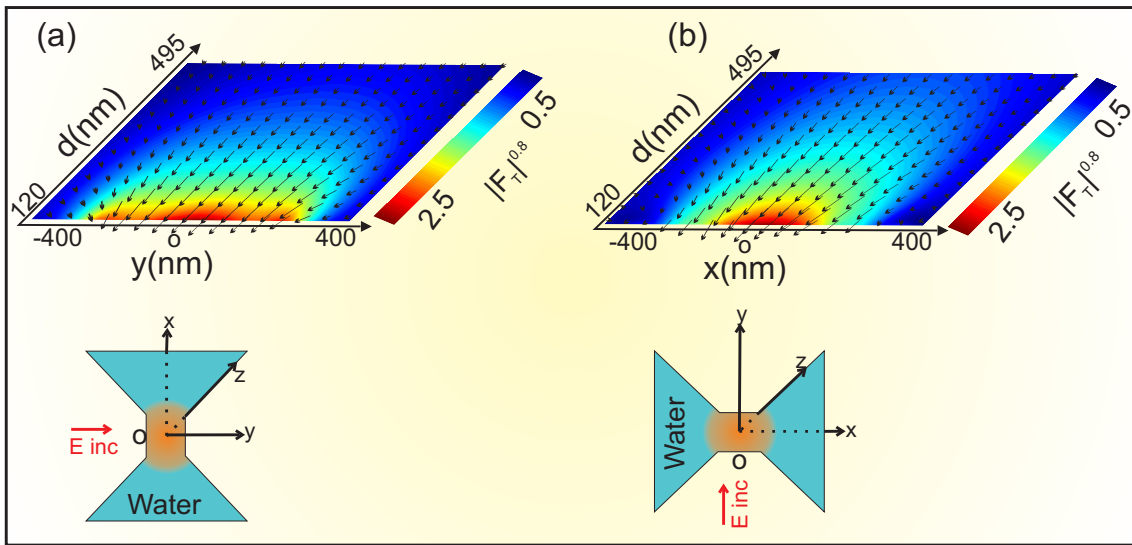 (a)
495
d(nm)
120
-400
o
400
y(nm)
0.5
2.5
|F_T|^0.8
(b)
495
d(nm)
120
-400
o
400
x(nm)
0.5
2.5
|F_T|^0.8
x
z
O
y
E inc
Water
y
z
Water
x
O
E inc